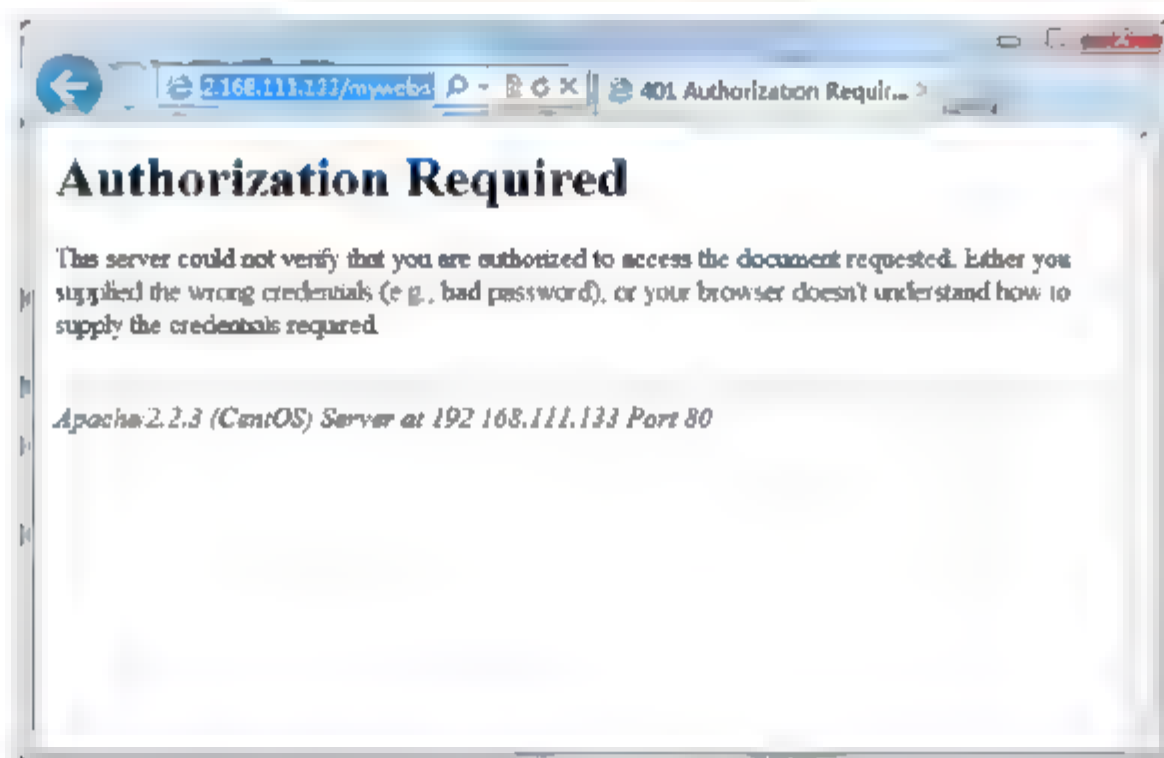 2.168.111.133/mywebs
401 Authorization Requir...
Authorization Required
This server could not verify that you are authorized to access the document requested. Either you
supplied the wrong credentials (e.g., bad password), or your browser doesn't understand how to
supply the credentials required.
Apache/2.2.3 (CentOS) Server at 192.168.111.133 Port 80